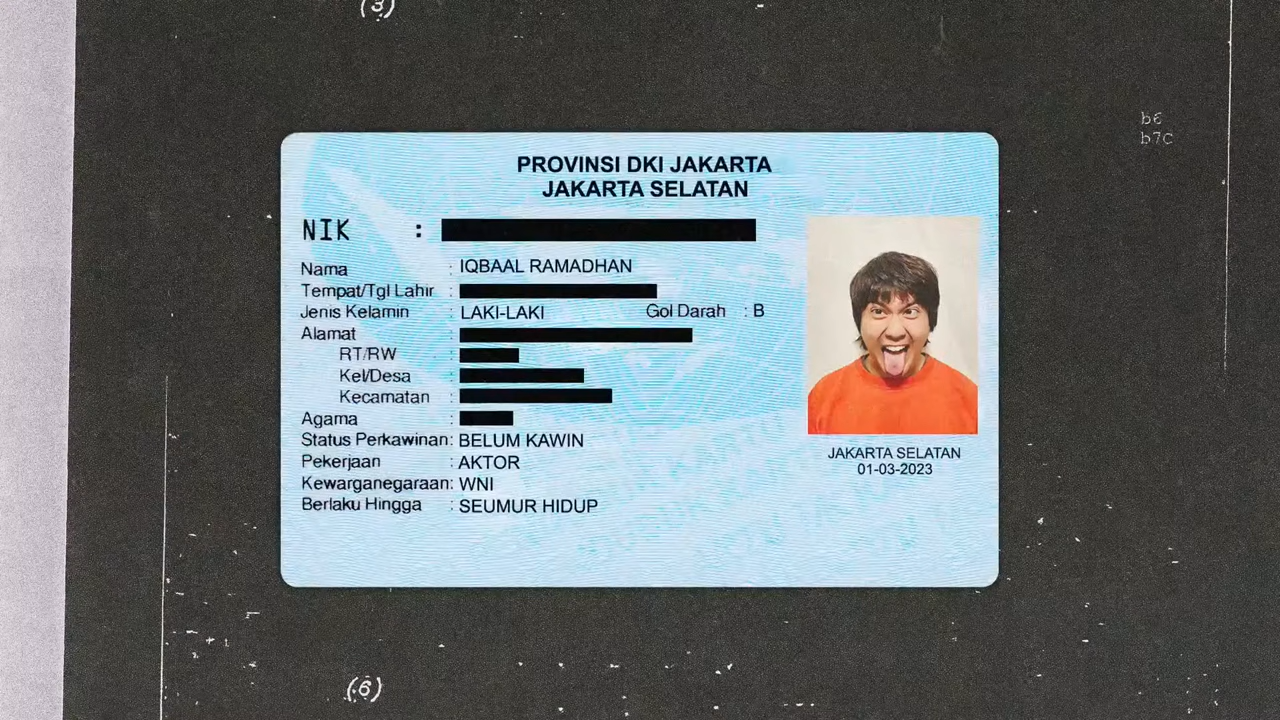 (3)
b6
b7C
PROVINSI DKI JAKARTA
JAKARTA SELATAN
NIK :
Nama : IQBAAL RAMADHAN
Tempat/Tgl Lahir :
Jenis Kelamin : LAKI-LAKI Gol Darah : B
Alamat :
RT/RW :
Kel/Desa :
Kecamatan :
Agama :
Status Perkawinan: BELUM KAWIN
Pekerjaan : AKTOR
Kewarganegaraan: WNI
Berlaku Hingga : SEUMUR HIDUP
JAKARTA SELATAN
01-03-2023
(6)